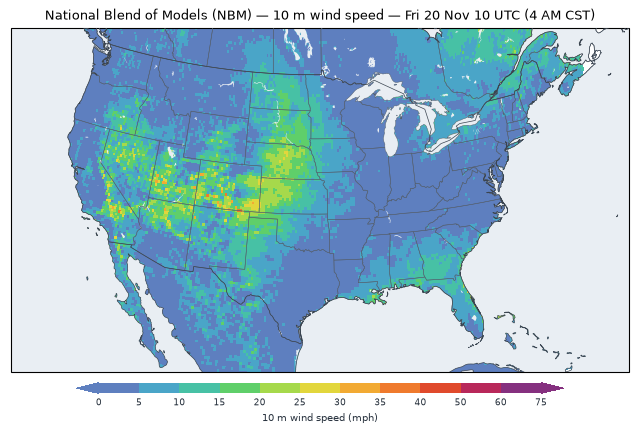 National Blend of Models (NBM) — 10 m wind speed — Fri 20 Nov 10 UTC (4 AM CST)
0 5 10 15 20 25 30 35 40 50 60 75
10 m wind speed (mph)